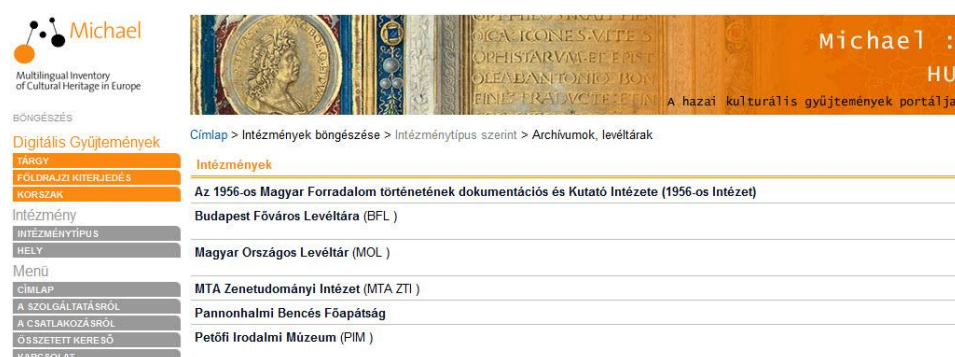 Michael
Multilingual Inventory
of Cultural Heritage in Europe
Michael :
HU
A hazai kulturális gyűjtemények portálja
BÖNGÉSZÉS
Digitális Gyűjtemények
TÁRGY
FÖLDRAJZI KITERJEDÉS
KORSZAK
Intézmény
INTÉZMÉNYTÍPUS
HELY
Menü
CÍMLAP
A SZOLGÁLTATÁSRÓL
A CSATLAKOZÁSRÓL
ÖSSZETETT KERESŐ
KAPCSOLAT
Címlap > Intézmények böngészése > Intézménytípus szerint > Archívumok, levéltárak
Intézmények
Az 1956-os Magyar Forradalom történetének dokumentációs és Kutató Intézete (1956-os Intézet)
Budapest Főváros Levéltára (BFL )
Magyar Országos Levéltár (MOL )
MTA Zenetudományi Intézet (MTA ZTI )
Pannonhalmi Bencés Főapátság
Petőfi Irodalmi Múzeum (PIM )